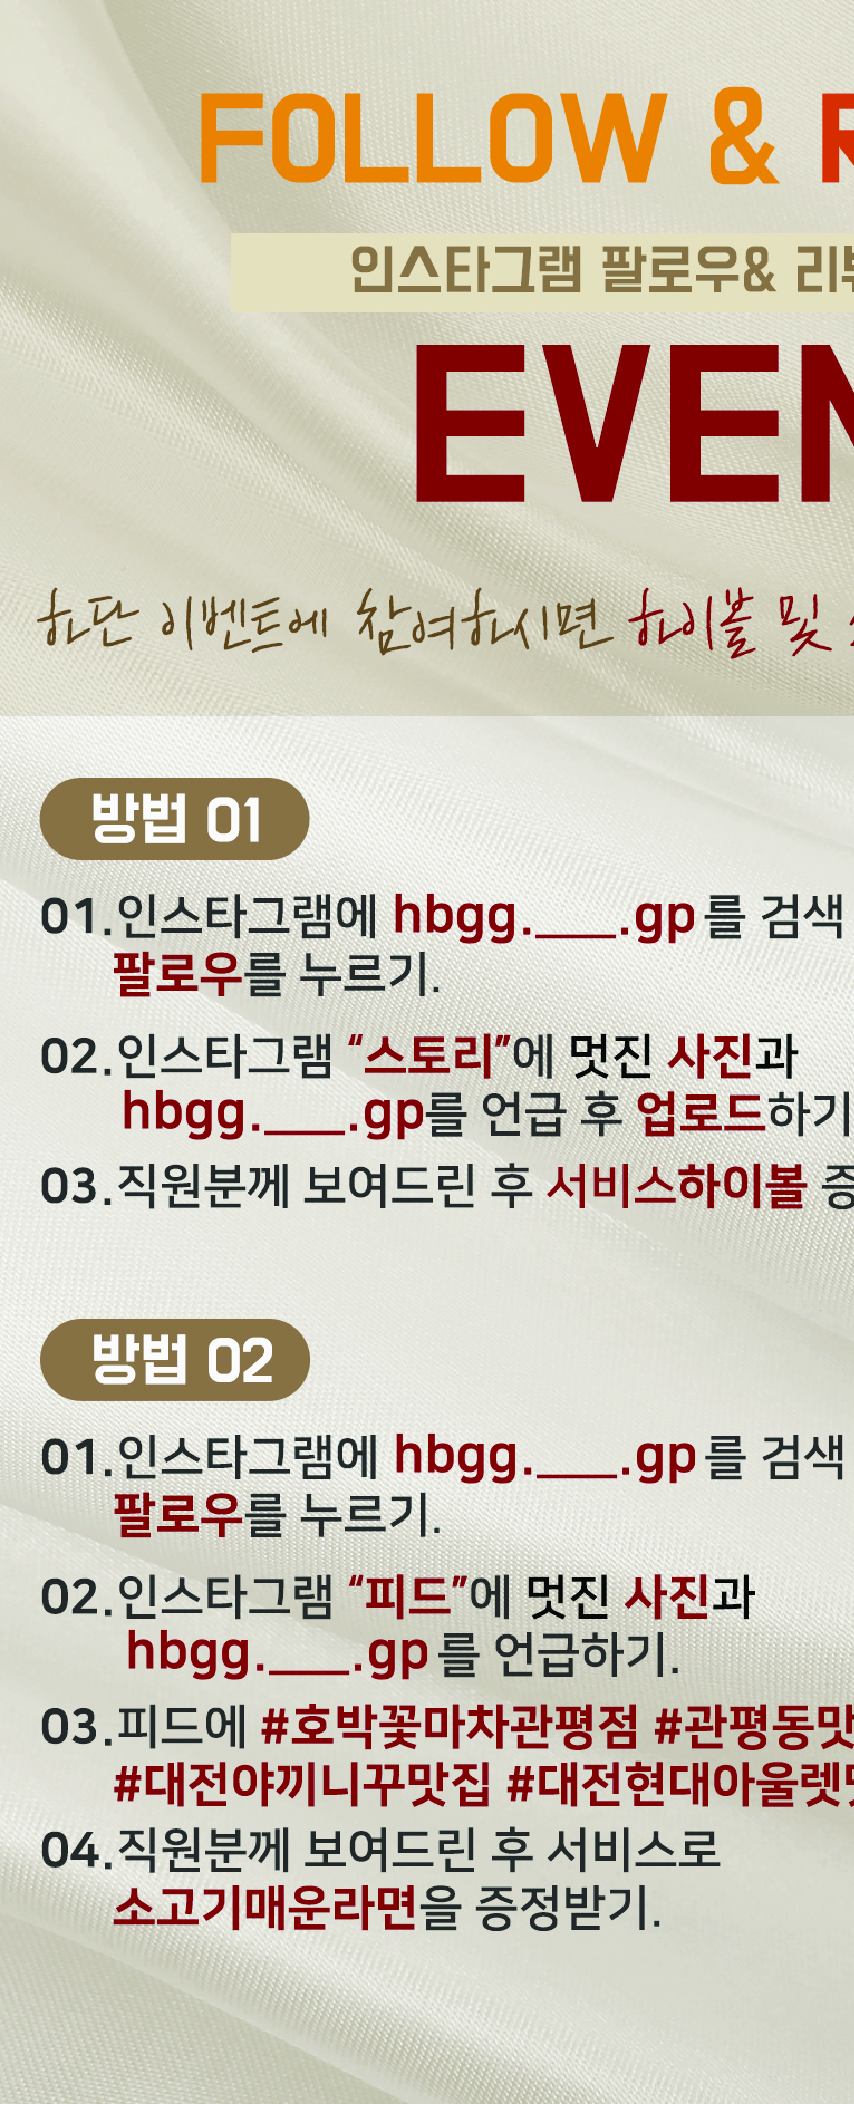 FOLLOW &
인스타그램 팔로우& 리뷰
EVEN
하단 이벤트에 참여하시면 하이볼 및
방법 01
01.인스타그램에 hbgg.___.gp를 검색
팔로우를 누르기.
02.인스타그램 “스토리”에 멋진 사진과
hbgg.___.gp를 언급 후 업로드하기
03.직원분께 보여드린 후 서비스하이볼 증
방법 02
01.인스타그램에 hbgg.___.gp를 검색
팔로우를 누르기.
02.인스타그램 “피드”에 멋진 사진과
hbgg.___.gp를 언급하기.
03.피드에 #호박꽃마차관평점 #관평동맛
#대전야끼니꾸맛집 #대전현대아울렛맛
04.직원분께 보여드린 후 서비스로
소고기매운라면을 증정받기.